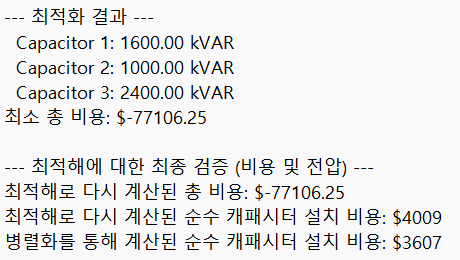 --- 최적화 결과 ---
Capacitor 1: 1600.00 kVAR
Capacitor 2: 1000.00 kVAR
Capacitor 3: 2400.00 kVAR
최소 총 비용: $-77106.25
--- 최적해에 대한 최종 검증 (비용 및 전압) ---
최적해로 다시 계산된 총 비용: $-77106.25
최적해로 다시 계산된 순수 캐패시터 설치 비용: $4009
병렬화를 통해 계산된 순수 캐패시터 설치 비용: $3607